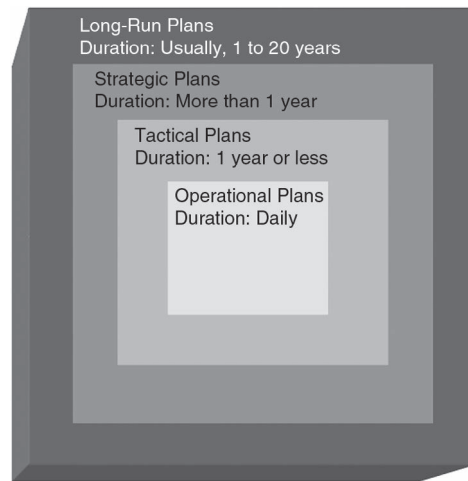 Long-Run Plans
Duration: Usually, 1 to 20 years
Strategic Plans
Duration: More than 1 year
Tactical Plans
Duration: 1 year or less
Operational Plans
Duration: Daily